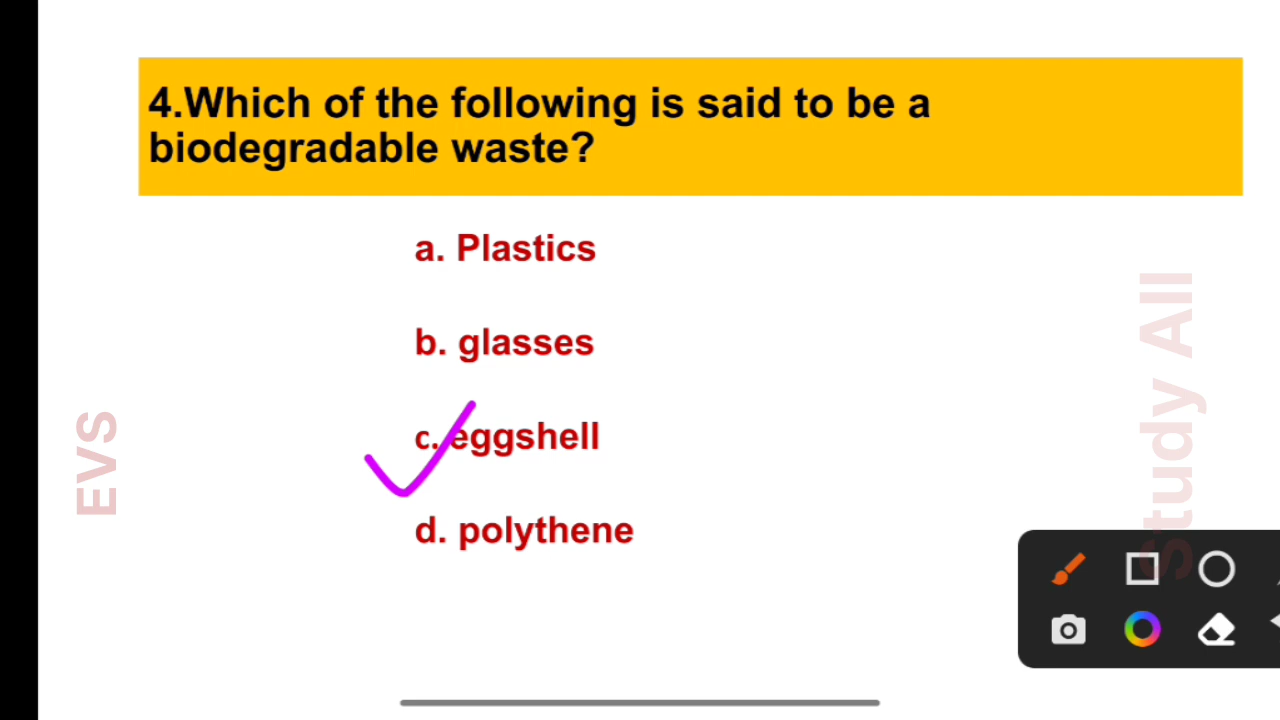 4.Which of the following is said to be a
biodegradable waste?
a. Plastics
b. glasses
c. eggshell
d. polythene
EVS
Study All